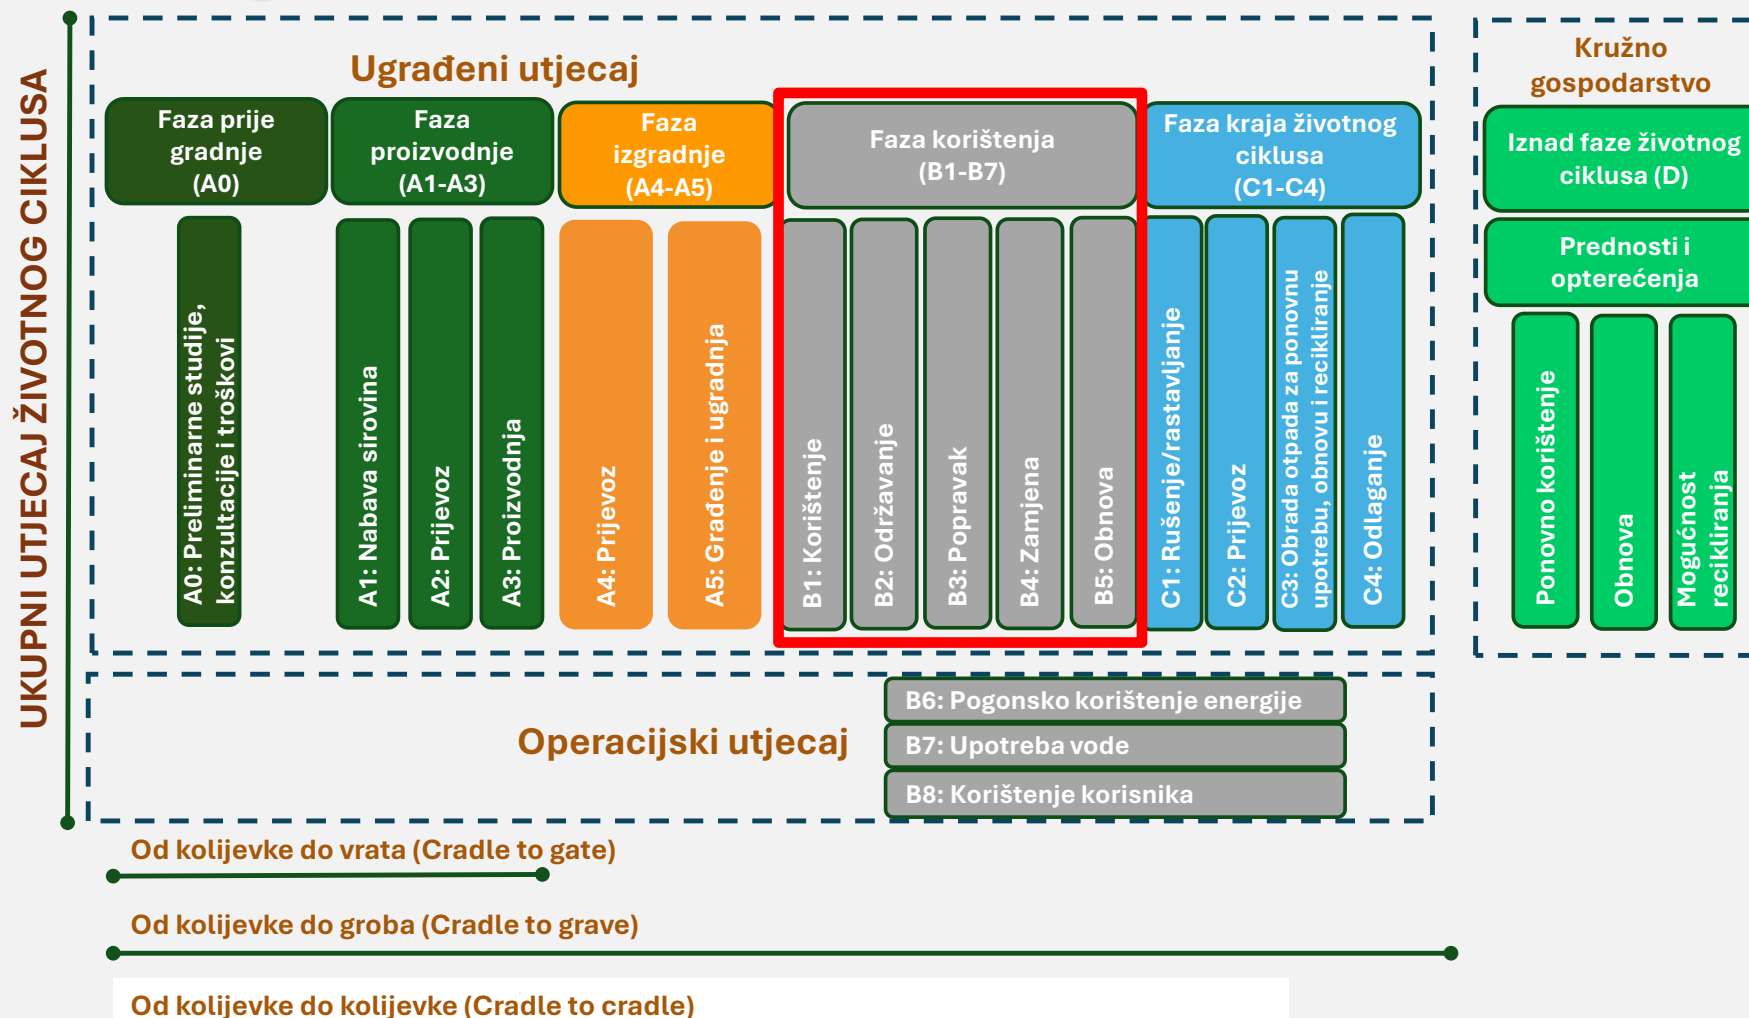 UKUPNI UTJECAJ ŽIVOTNOG CIKLUSA
Ugrađeni utjecaj
Faza prije
gradnje
(A0)
Faza
proizvodnje
(A1-A3)
Faza
izgradnje
(A4-A5)
Faza korištenja
(B1-B7)
Faza kraja životnog
ciklusa
(C1-C4)
A0: Preliminarne studije,
konzultacije i troškovi
A1: Nabava sirovina
A2: Prijevoz
A3: Proizvodnja
A4: Prijevoz
A5: Građenje i ugradnja
B1: Korištenje
B2: Održavanje
B3: Popravak
B4: Zamjena
B5: Obnova
C1: Rušenje/rastavljanje
C2: Prijevoz
C3: Obrada otpada za ponovnu
upotrebu, obnovu i recikliranje
C4: Odlaganje
Kružno
gospodarstvo
Iznad faze životnog
ciklusa (D)
Prednosti i
opterećenja
Ponovno korištenje
Obnova
Mogućnost
recikliranja
Operacijski utjecaj
B6: Pogonsko korištenje energije
B7: Upotreba vode
B8: Korištenje korisnika
Od kolijevke do vrata (Cradle to gate)
Od kolijevke do groba (Cradle to grave)
Od kolijevke do kolijevke (Cradle to cradle)